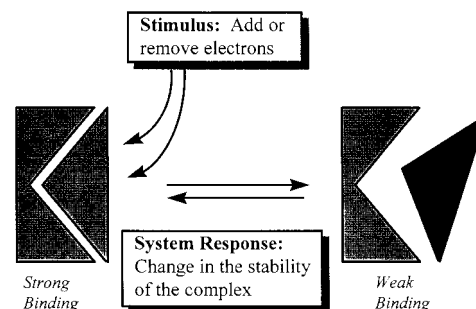 Stimulus: Add or
remove electrons
System Response:
Change in the stability
of the complex
Strong
Binding
Weak
Binding